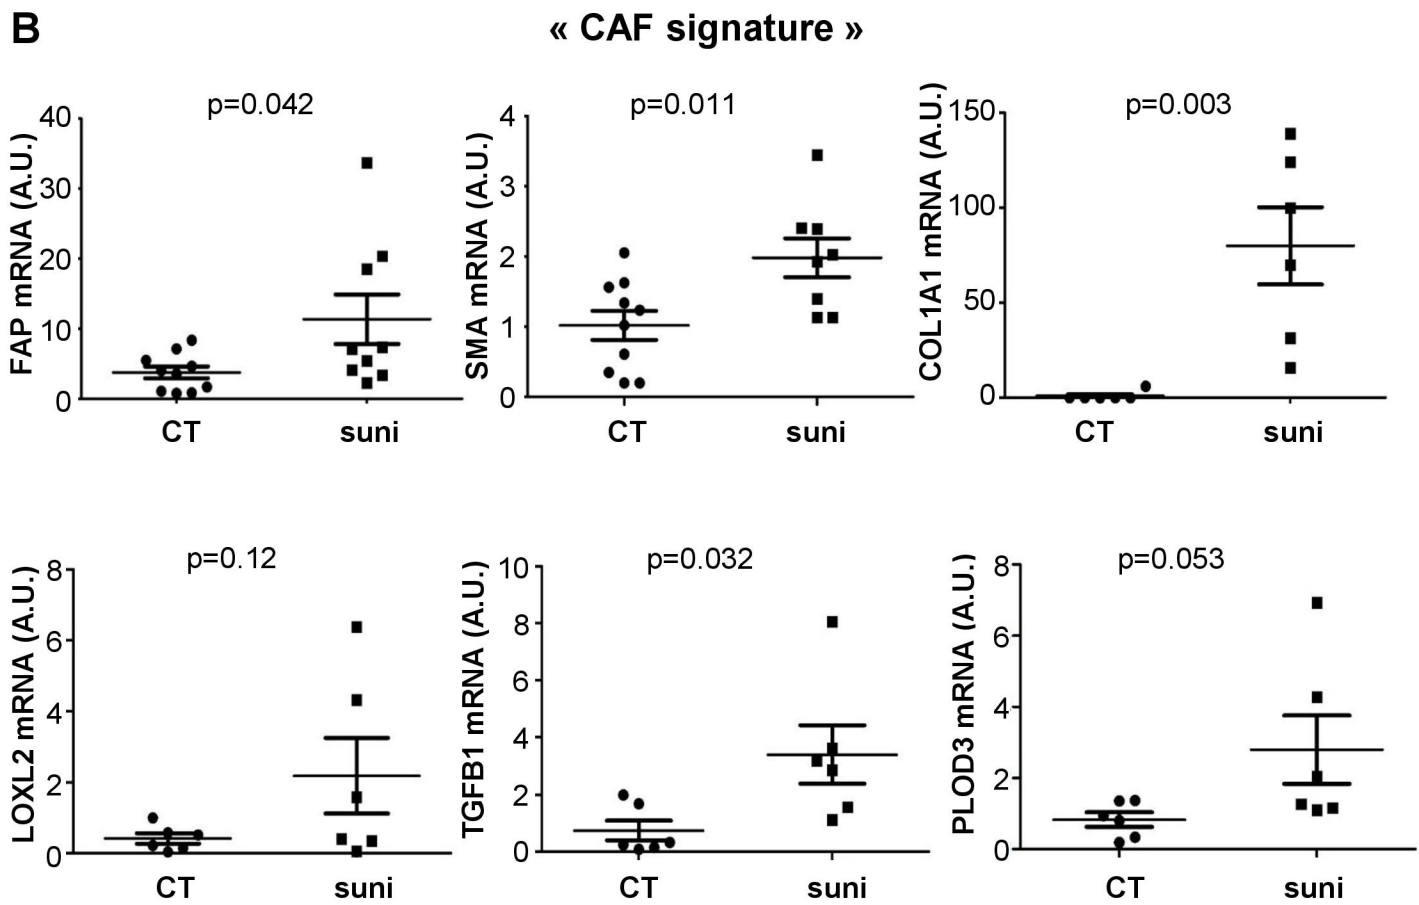 B
« CAF signature »
p=0.042
FAP mRNA (A.U.)
40
30
20
10
0
CT suni
p=0.011
SMA mRNA (A.U.)
4
3
2
1
0
CT suni
p=0.003
COL1A1 mRNA (A.U.)
150
100
50
0
CT suni
p=0.12
LOXL2 mRNA (A.U.)
8
6
4
2
0
CT suni
p=0.032
TGFB1 mRNA (A.U.)
10
8
6
4
2
0
CT suni
p=0.053
PLOD3 mRNA (A.U.)
8
6
4
2
0
CT suni